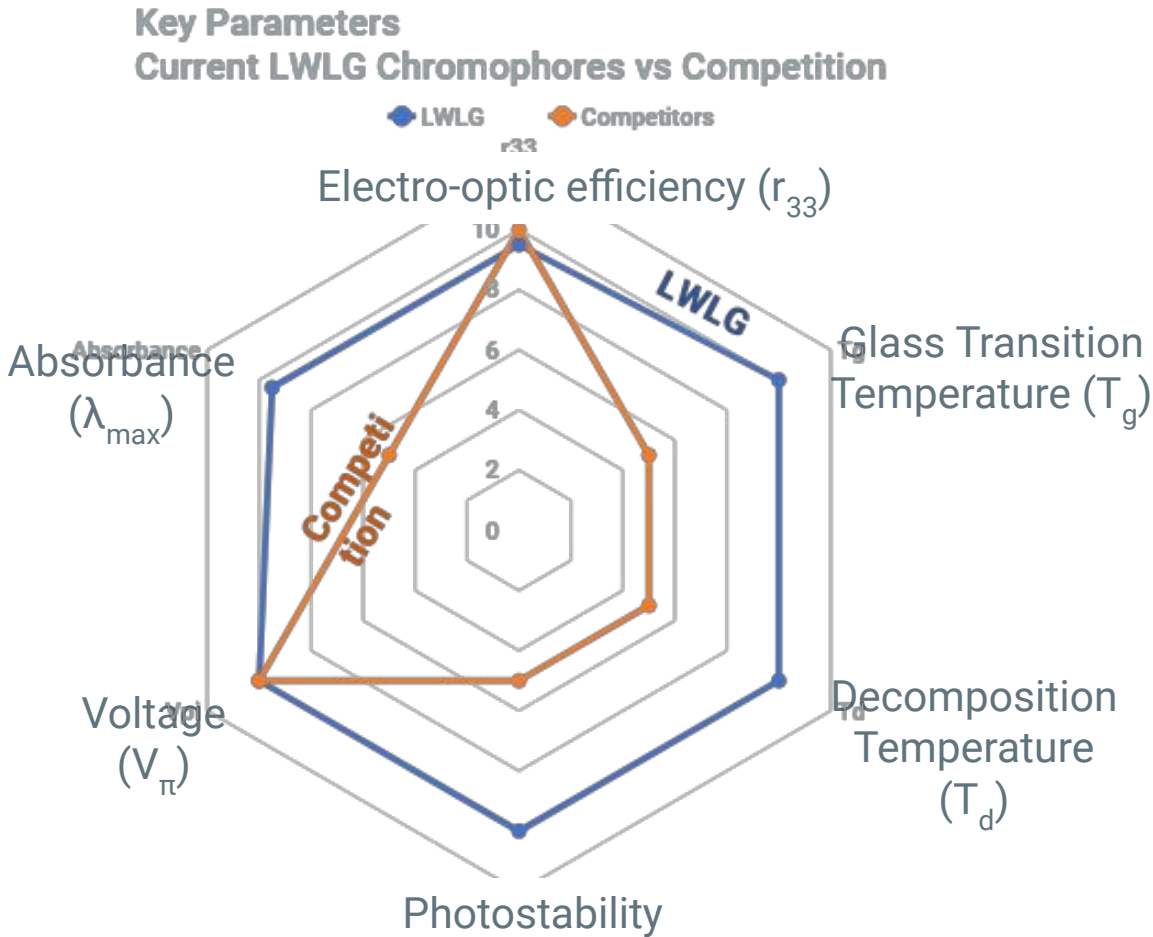 Key Parameters
Current LWLG Chromophores vs Competition
LWLG Competitors
r33
Electro-optic efficiency (r33)
10
8
6
4
2
0
LWLG
Competi
tion
Absorbance
Absorbance
(λmax)
Tg
Glass Transition
Temperature (Tg)
Voltage
(Vπ)
Td
Decomposition
Temperature
(Td)
Photostability